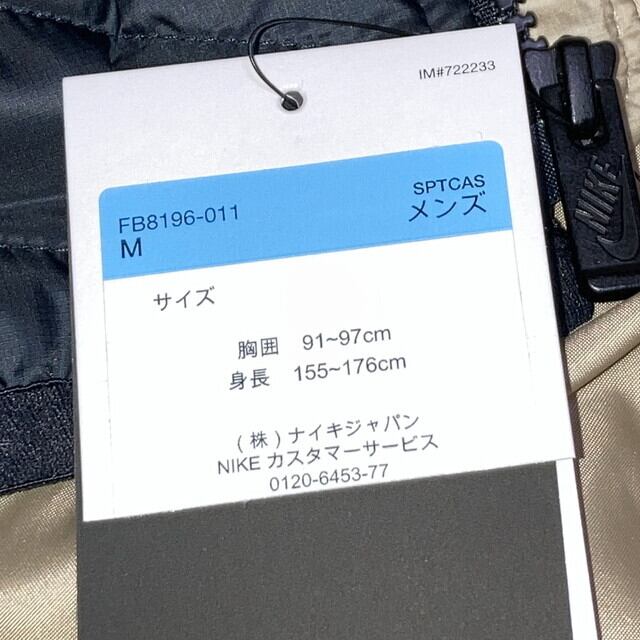 IM#722233
SPTCAS
FB8196-011 メンズ
M
サイズ
胸囲 91~97cm
身長 155~176cm
(株)ナイキジャパン
NIKE カスタマーサービス
0120-6453-77
NIKE